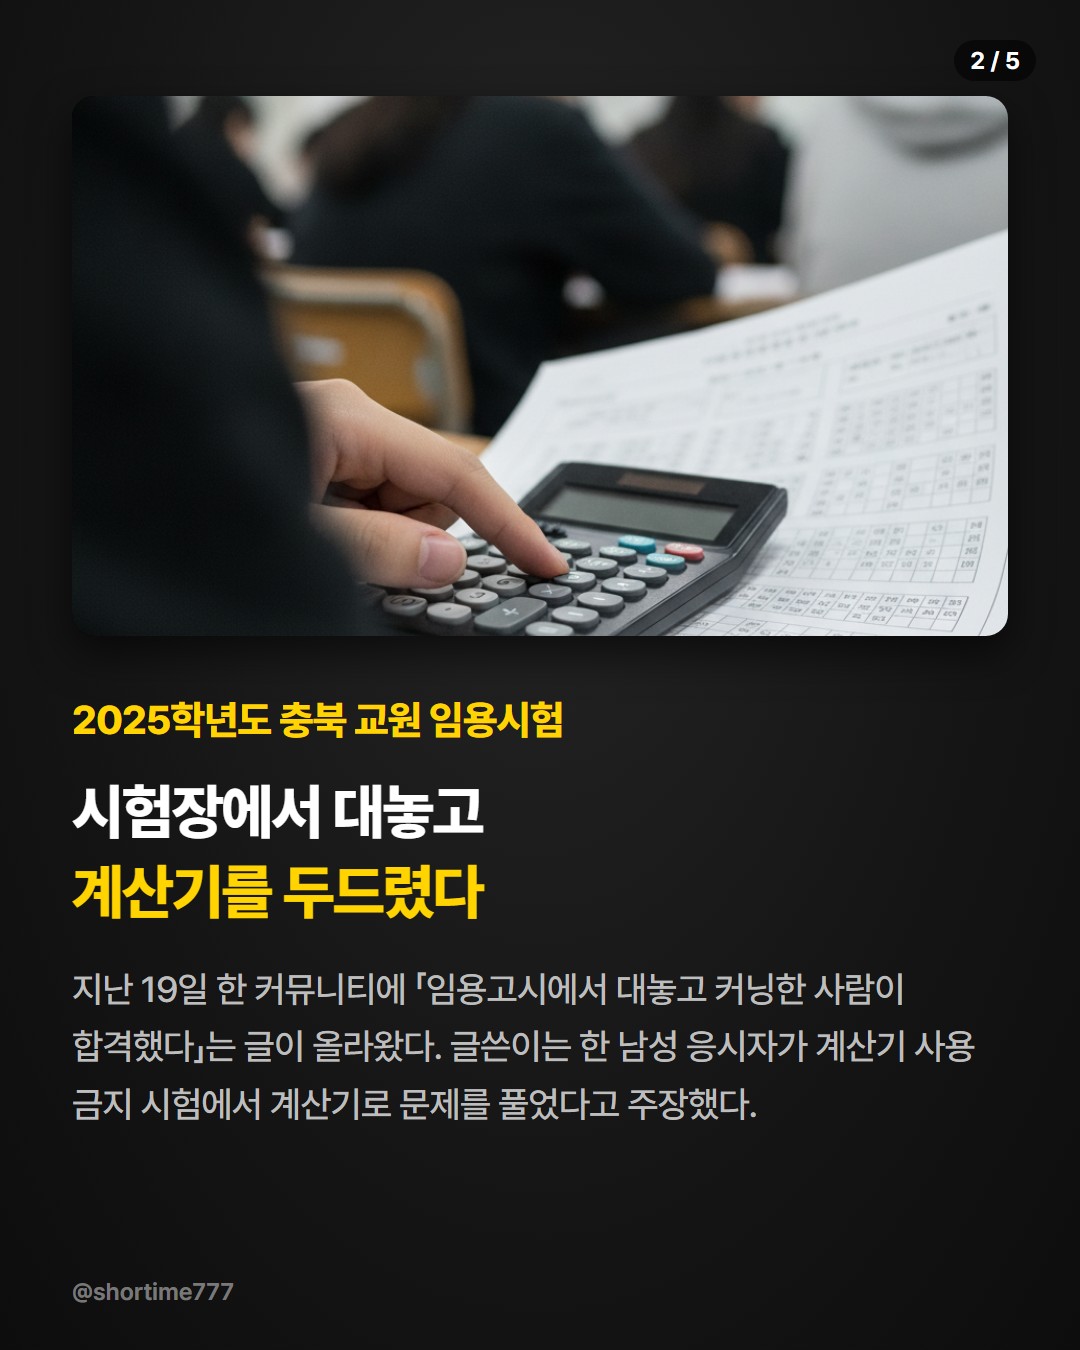 2 / 5
2025학년도 충북 교원 임용시험
시험장에서 대놓고
계산기를 두드렸다
지난 19일 한 커뮤니티에 「임용고시에서 대놓고 커닝한 사람이
합격했다」는 글이 올라왔다. 글쓴이는 한 남성 응시자가 계산기 사용
금지 시험에서 계산기로 문제를 풀었다고 주장했다.
@shortime777